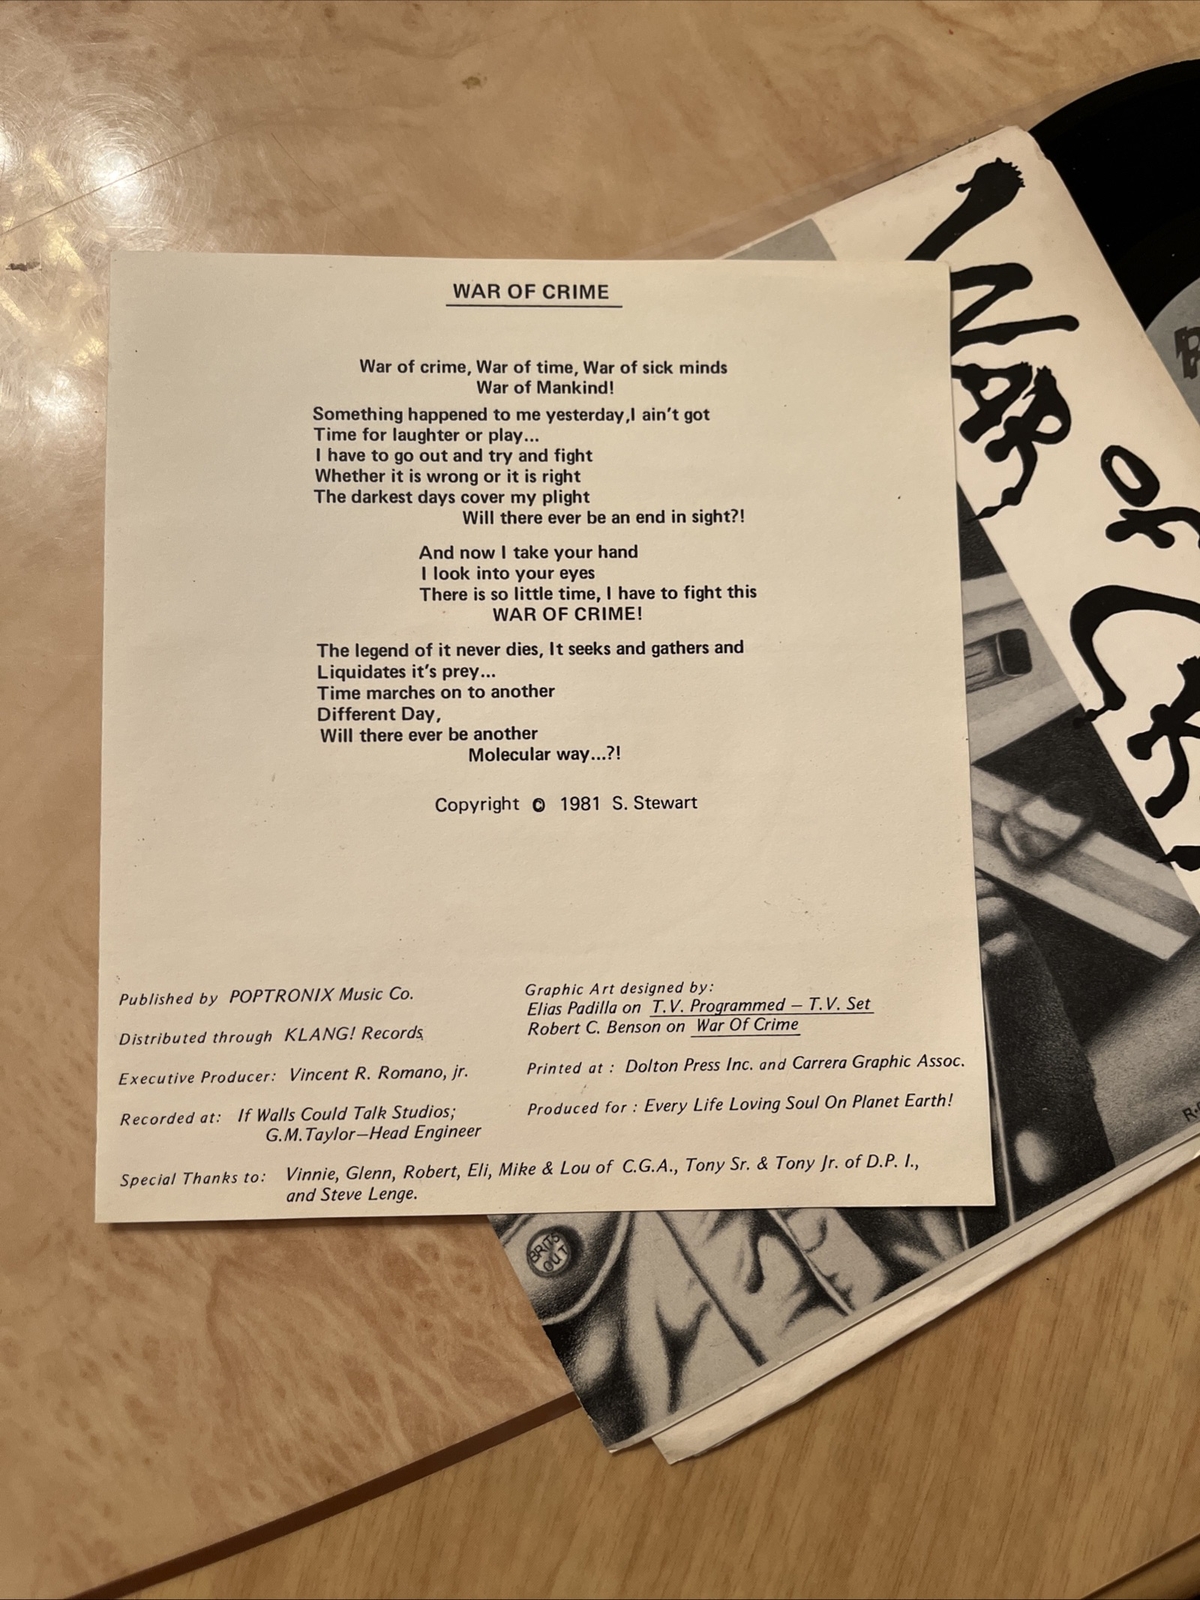 WAR OF CRIME
War of crime, War of time, War of sick minds
War of Mankind!
Something happened to me yesterday,I ain't got
Time for laughter or play...
I have to go out and try and fight
Whether it is wrong or it is right
The darkest days cover my plight
Will there ever be an end in sight?!
And now I take your hand
I look into your eyes
There is so little time, I have to fight this
WAR OF CRIME!
The legend of it never dies, It seeks and gathers and
Liquidates it's prey...
Time marches on to another
Different Day,
Will there ever be another
Molecular way...?!
Copyright © 1981 S. Stewart
Published by POPTRONIX Music Co.
Distributed through KLANG! Records
Executive Producer: Vincent R. Romano, jr.
Recorded at: If Walls Could Talk Studios;
G.M.Taylor—Head Engineer
Graphic Art designed by:
Elias Padilla on T.V. Programmed – T.V. Set
Robert C. Benson on War Of Crime
Printed at : Dolton Press Inc. and Carrera Graphic Assoc.
Produced for : Every Life Loving Soul On Planet Earth!
Special Thanks to: Vinnie, Glenn, Robert, Eli, Mike & Lou of C.G.A., Tony Sr. & Tony Jr. of D.P. I.,
and Steve Lenge.
WAR
OF
BRITS
OUT